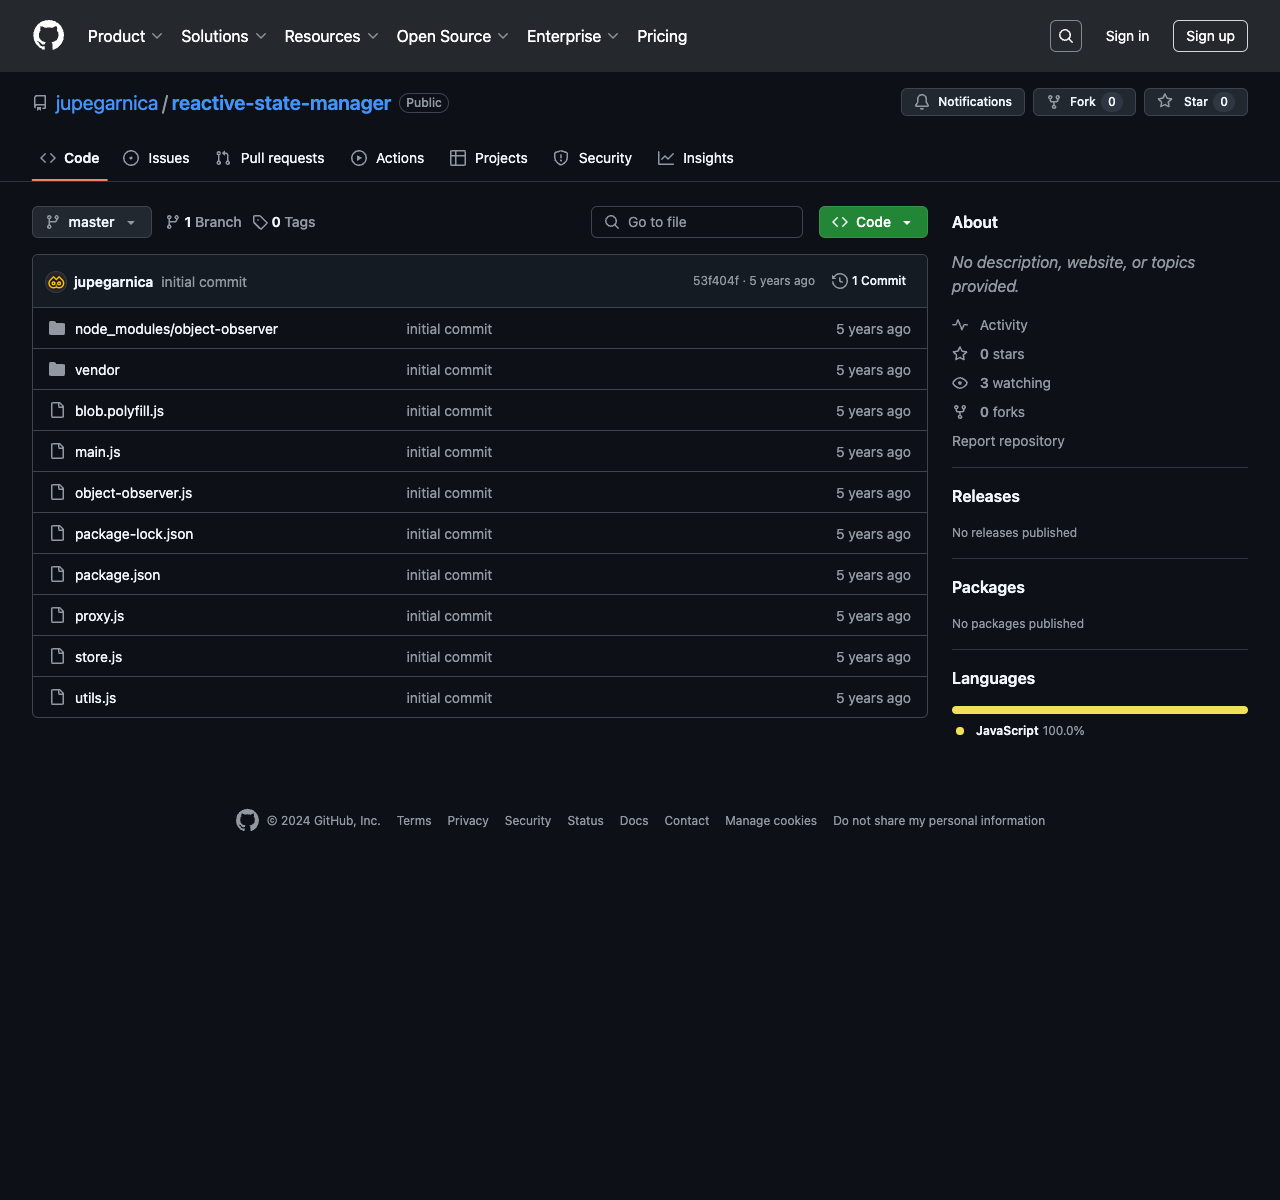 Product Solutions Resources Open Source Enterprise Pricing Sign in Sign up
jupegarnica / reactive-state-manager Public Notifications Fork 0 Star 0
Code Issues Pull requests Actions Projects Security Insights
master 1 Branch 0 Tags Go to file Code
jupegarnica initial commit 53f404f · 5 years ago 1 Commit
node_modules/object-observer initial commit 5 years ago
vendor initial commit 5 years ago
blob.polyfill.js initial commit 5 years ago
main.js initial commit 5 years ago
object-observer.js initial commit 5 years ago
package-lock.json initial commit 5 years ago
package.json initial commit 5 years ago
proxy.js initial commit 5 years ago
store.js initial commit 5 years ago
utils.js initial commit 5 years ago
About
No description, website, or topics
provided.
Activity
0 stars
3 watching
0 forks
Report repository
Releases
No releases published
Packages
No packages published
Languages
JavaScript 100.0%
© 2024 GitHub, Inc. Terms Privacy Security Status Docs Contact Manage cookies Do not share my personal information